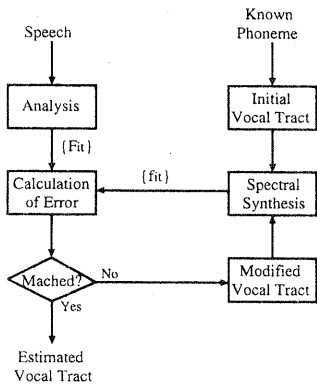 Speech
Known
Phoneme
Analysis
Initial
Vocal Tract
{Fit}
{fit}
Calculation
of Error
Spectral
Synthesis
Mached?
No
Modified
Vocal Tract
Yes
Estimated
Vocal Tract